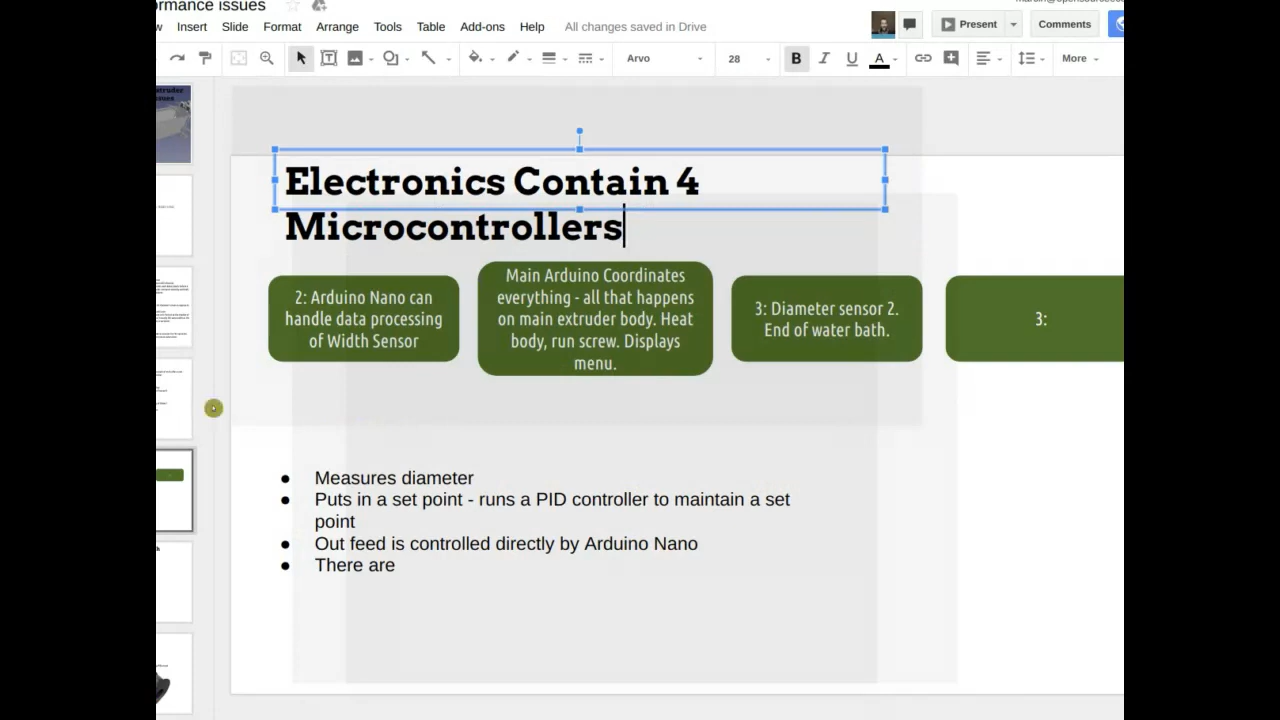 ormance issues
w Insert Slide Format Arrange Tools Table Add-ons Help All changes saved in Drive
Present Comments
Arvo 28 B I U A More
Electronics Contain 4
Microcontrollers
2: Arduino Nano can
handle data processing
of Width Sensor
Main Arduino Coordinates
everything - all that happens
on main extruder body. Heat
body, run screw. Displays
menu.
3: Diameter sensor 2.
End of water bath.
3:
● Measures diameter
● Puts in a set point - runs a PID controller to maintain a set
point
● Out feed is controlled directly by Arduino Nano
● There are